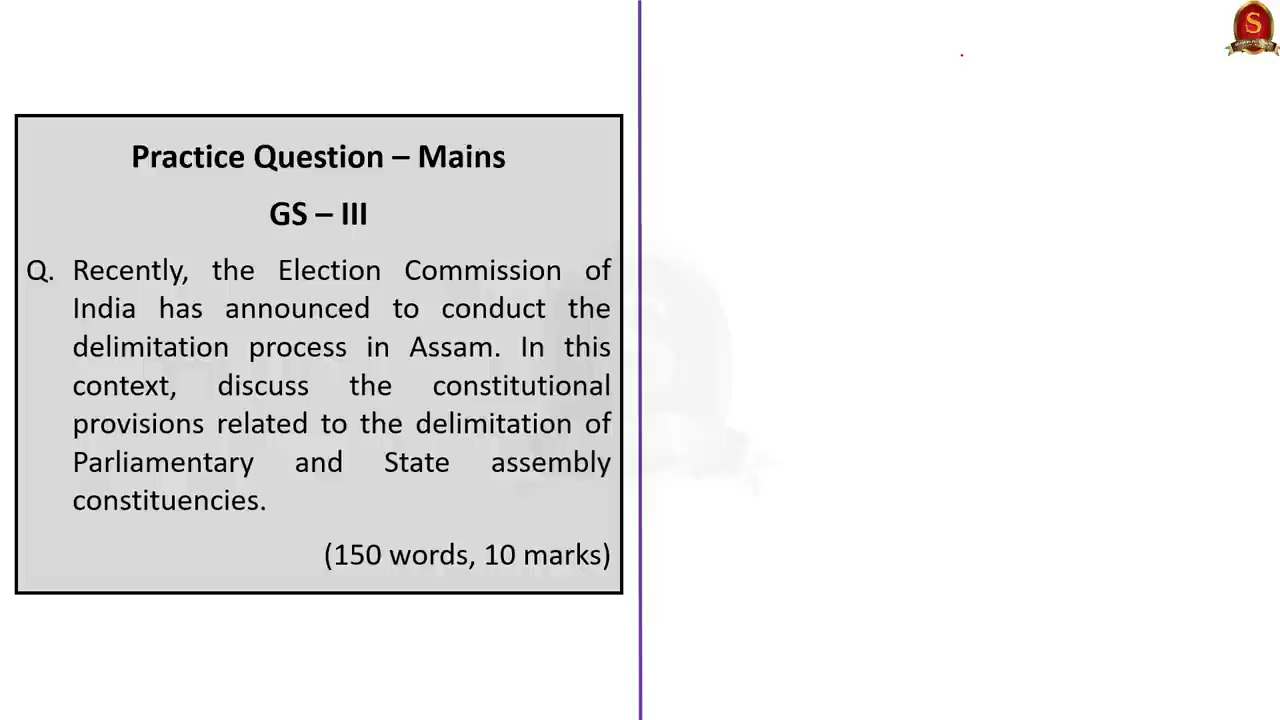 Practice Question – Mains
GS – III
Q. Recently, the Election Commission of
India has announced to conduct the
delimitation process in Assam. In this
context, discuss the constitutional
provisions related to the delimitation of
Parliamentary and State assembly
constituencies.
(150 words, 10 marks)
S